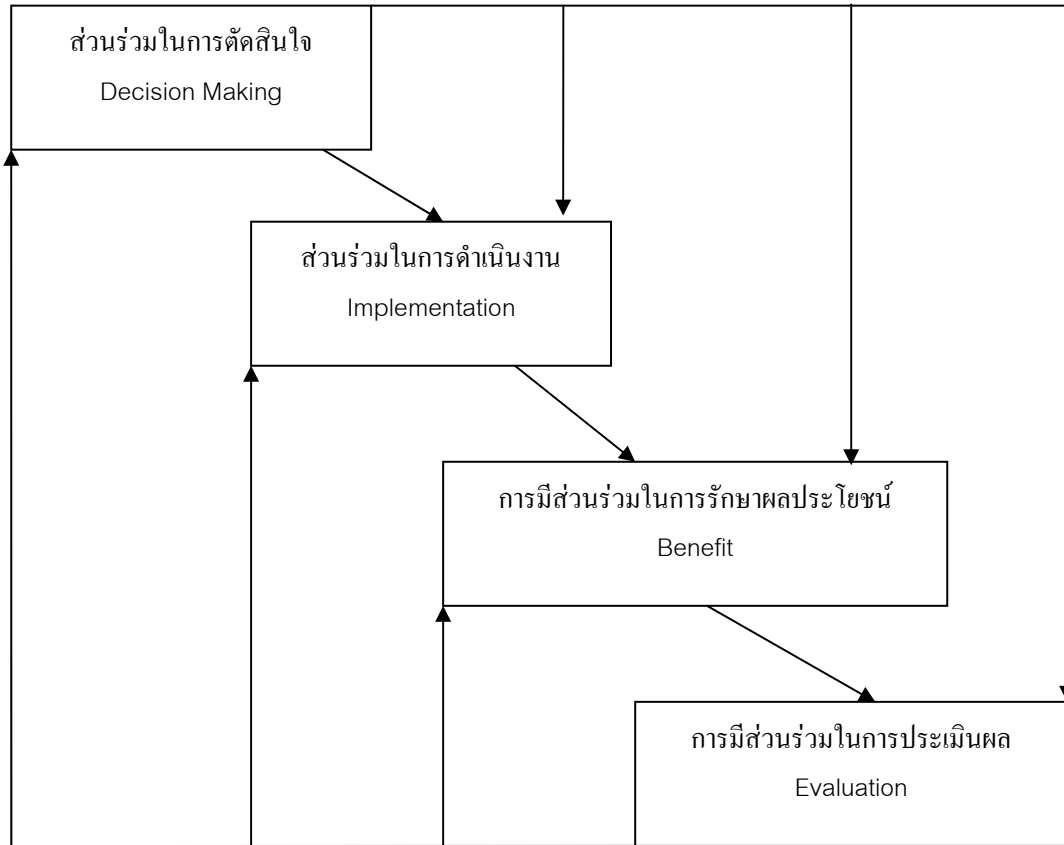 ส่วนร่วมในการตัดสินใจ
Decision Making
ส่วนร่วมในการดำเนินงาน
Implementation
การมีส่วนร่วมในการรักษาผลประโยชน์
Benefit
การมีส่วนร่วมในการประเมินผล
Evaluation